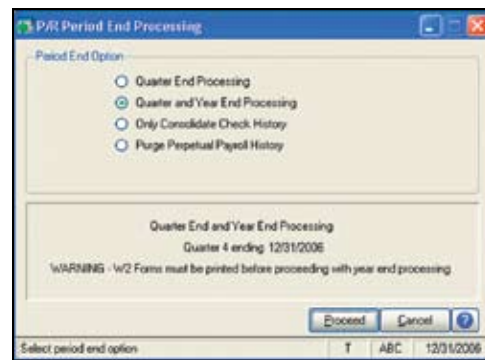 P/R Period End Processing
Period End Option
Quarter End Processing
Quarter and Year End Processing
Only Consolidate Check History
Purge Perpetual Payroll History
Quarter End and Year End Processing
Quarter 4 ending 12/31/2006
WARNING - W2 Forms must be printed before proceeding with year end processing
Proceed Cancel ?
Select period end option T ABC 12/31/2006